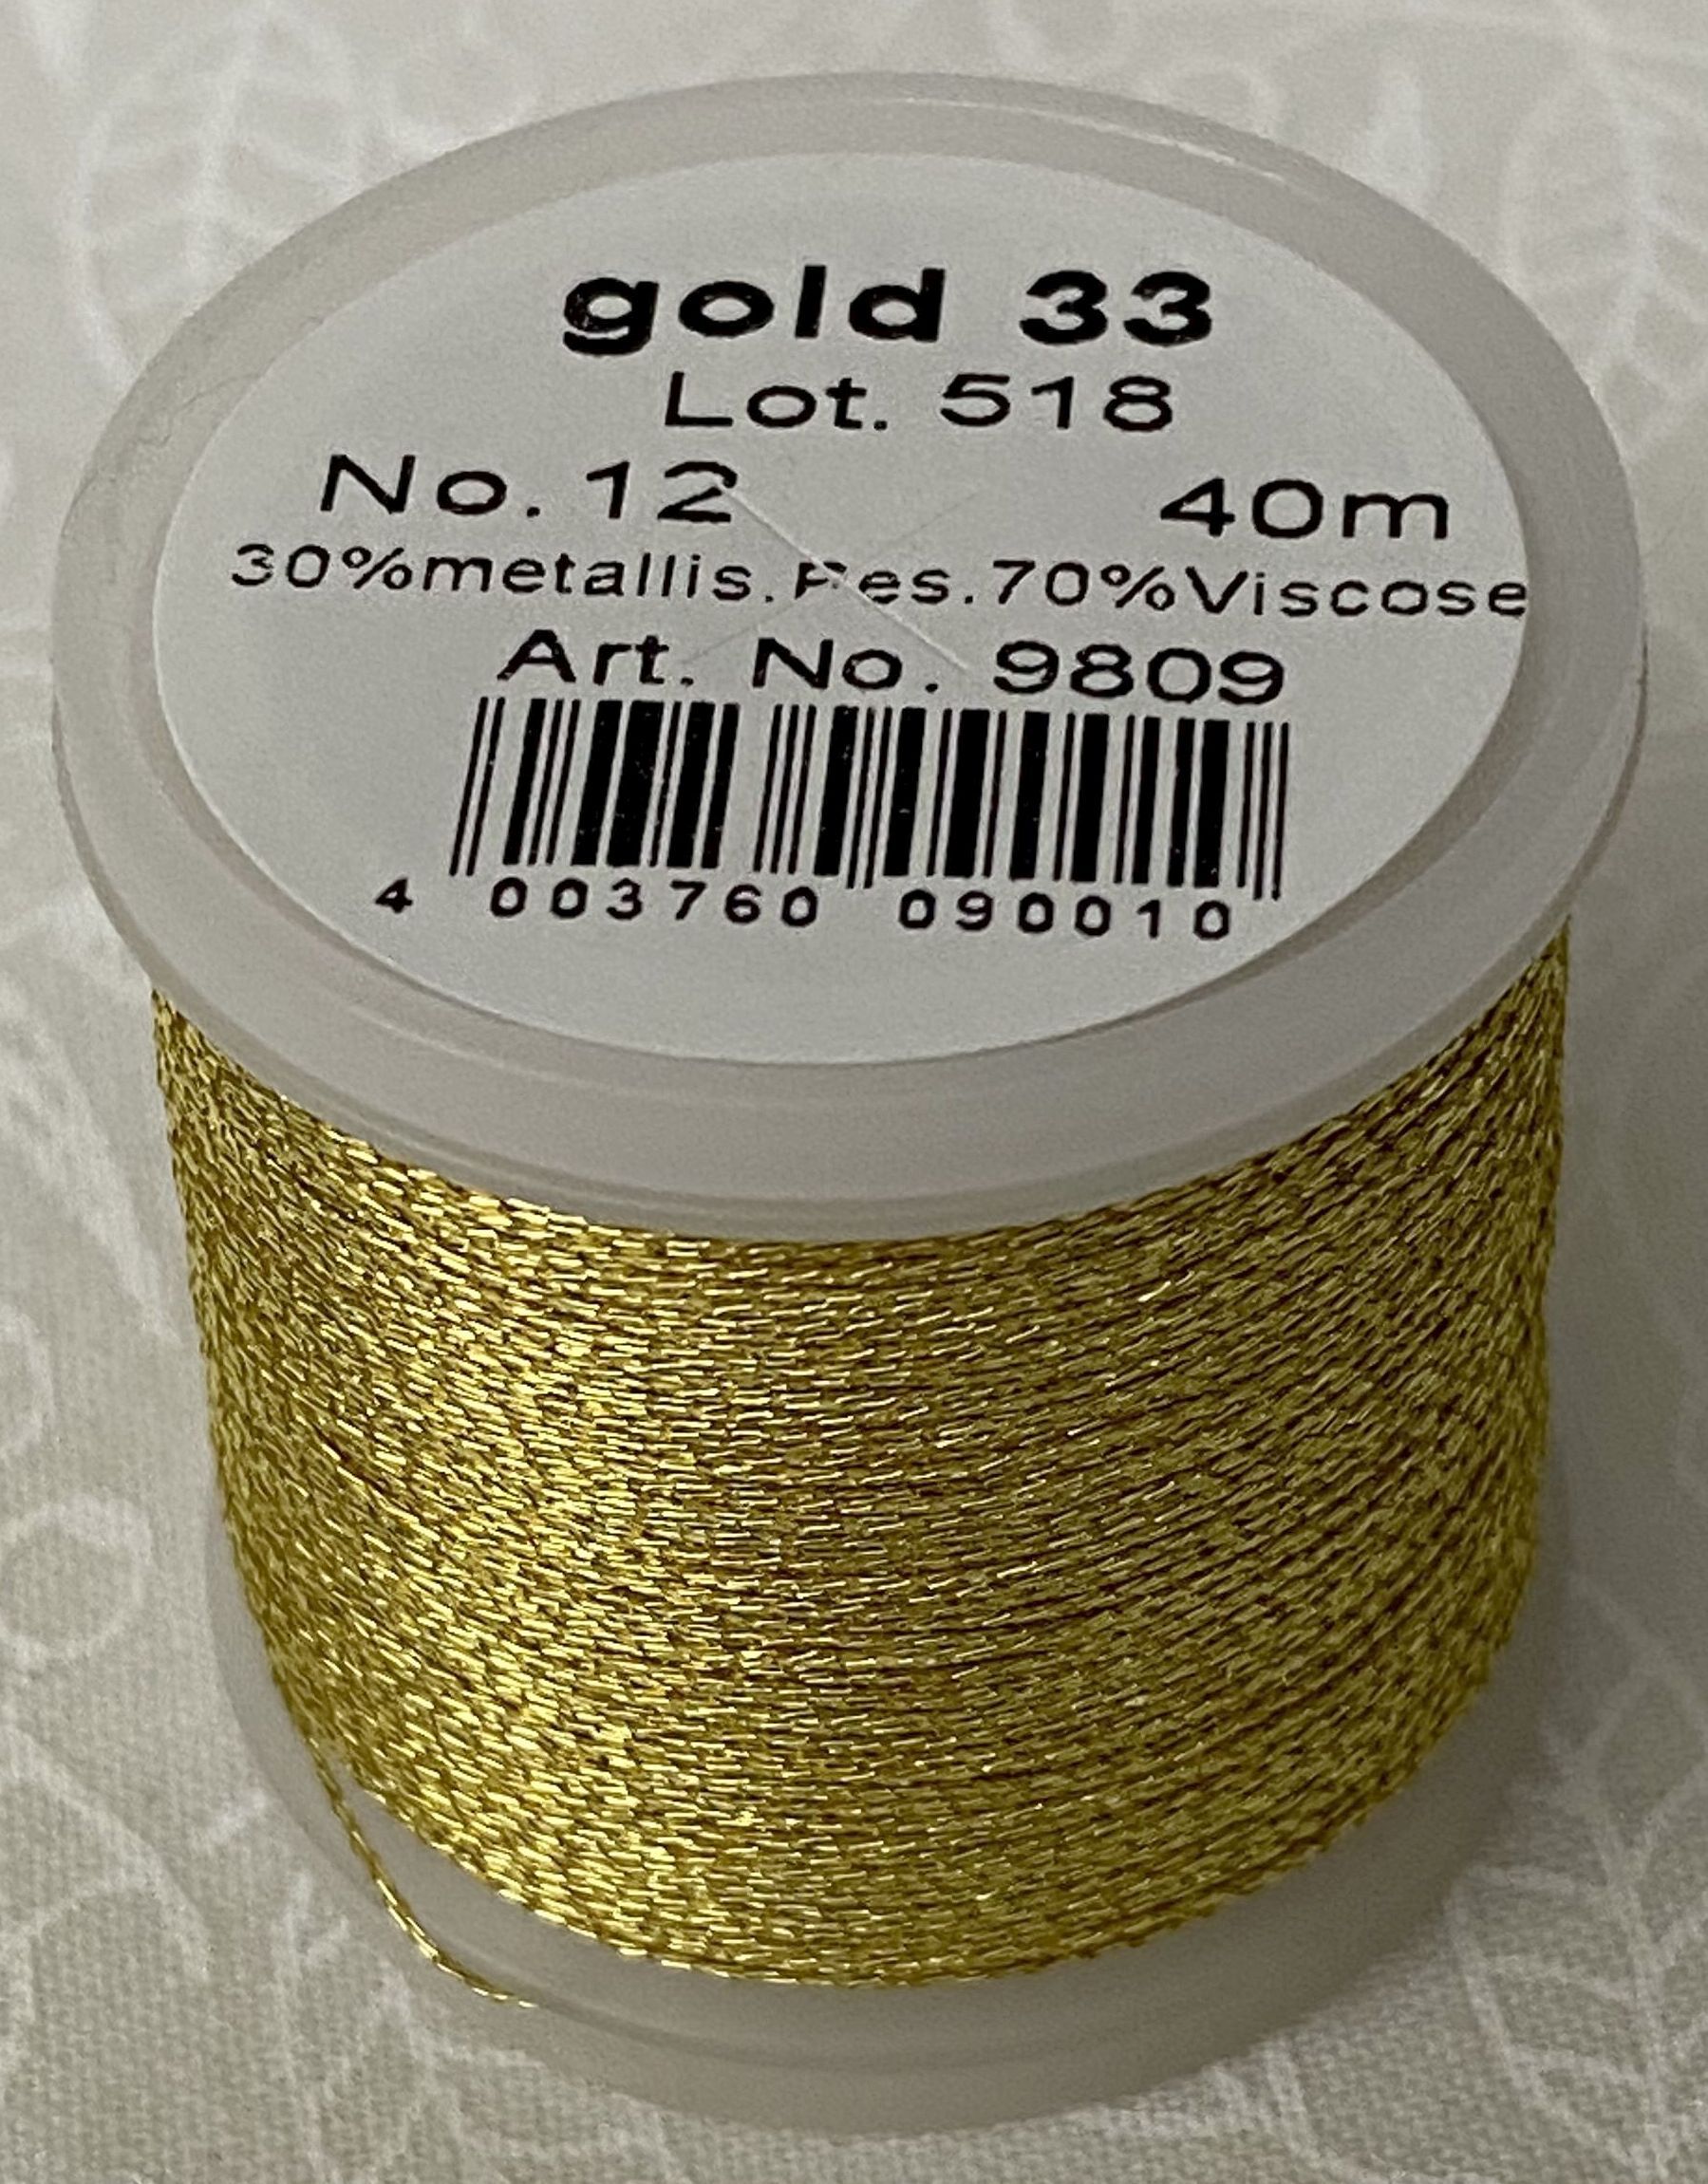 gold 33
Lot. 518
No. 12 40m
30%metallis.Pes.70%Viscose
Art. No. 9809
4 003760 090010